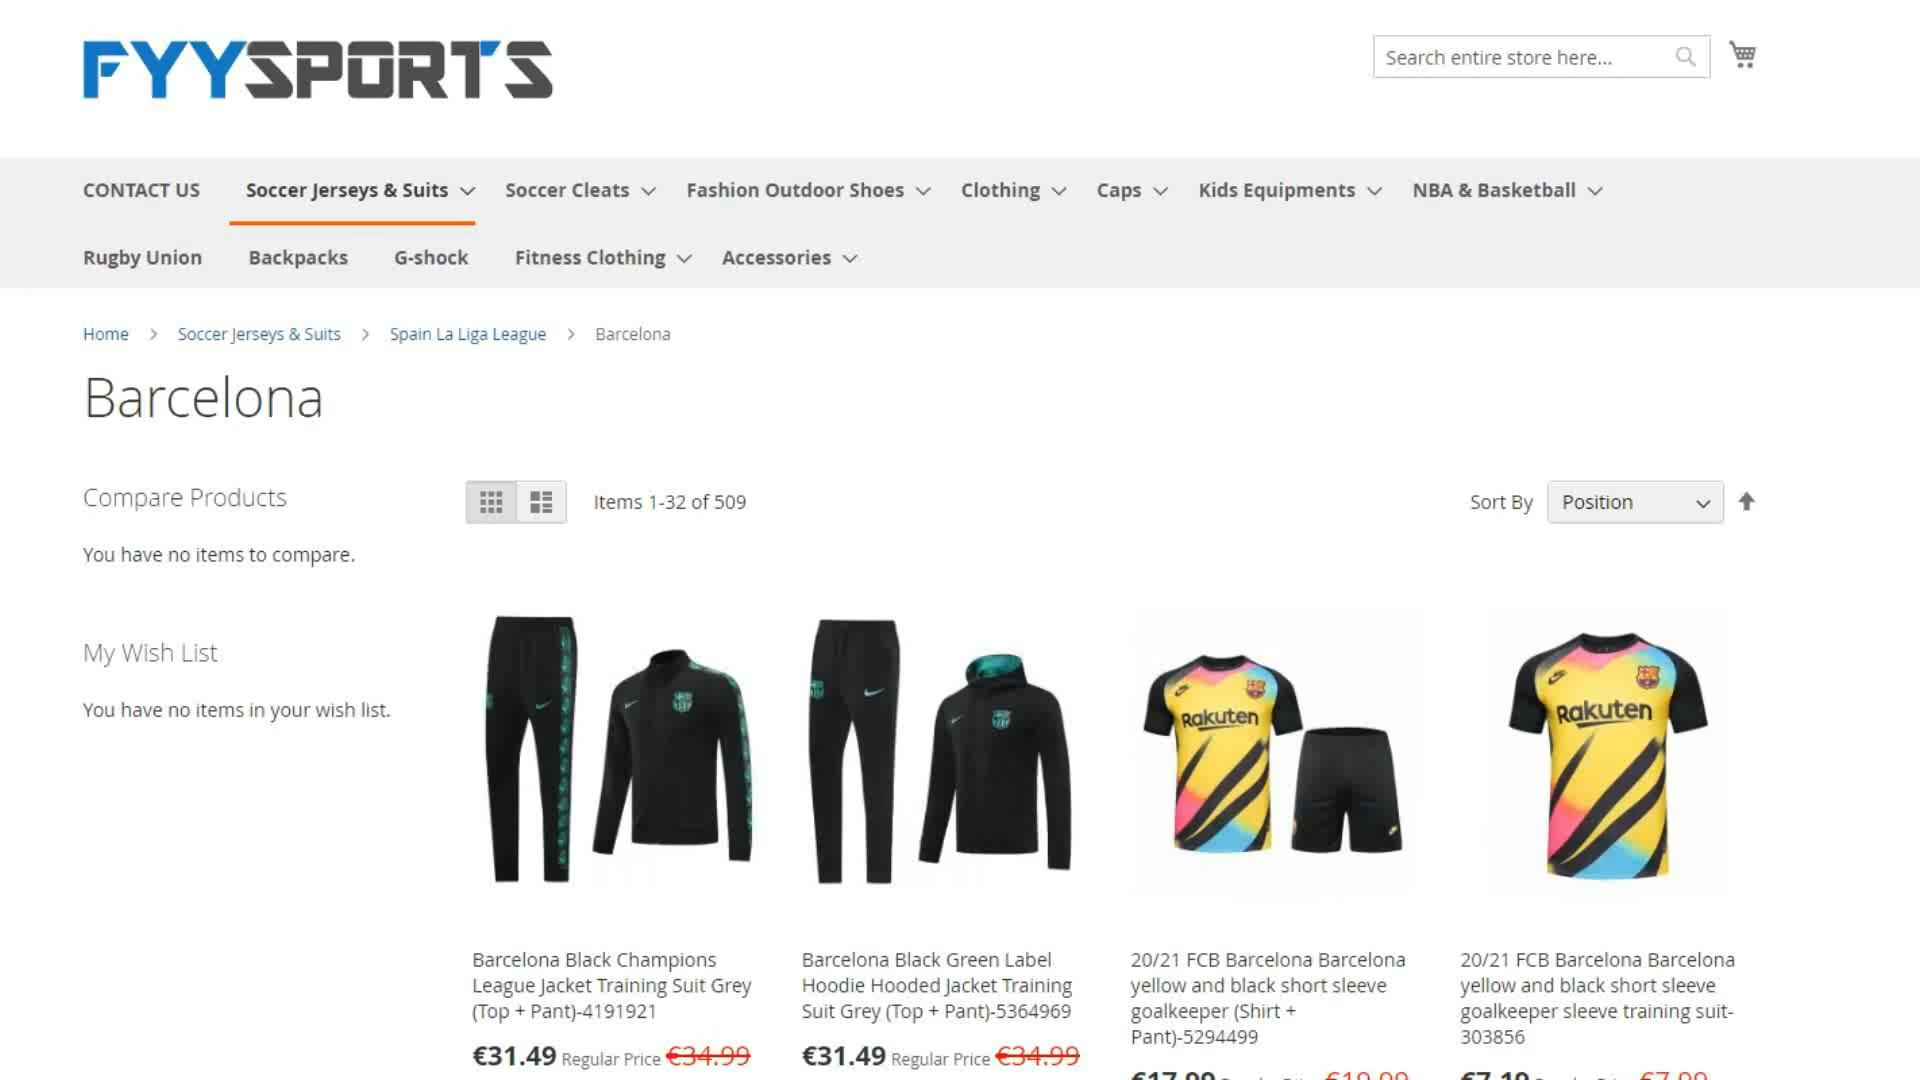 FYYSPORTS
Search entire store here...
CONTACT US
Soccer Jerseys & Suits
Soccer Cleats
Fashion Outdoor Shoes
Clothing
Caps
Kids Equipments
NBA & Basketball
Rugby Union
Backpacks
G-shock
Fitness Clothing
Accessories
Home > Soccer Jerseys & Suits > Spain La Liga League > Barcelona
Barcelona
Compare Products
You have no items to compare.
My Wish List
You have no items in your wish list.
Items 1-32 of 509
Sort By
Position
Rakuten
Rakuten
Barcelona Black Champions
League Jacket Training Suit Grey
(Top + Pant)-4191921
€31.49 Regular Price €34.99
Barcelona Black Green Label
Hoodie Hooded Jacket Training
Suit Grey (Top + Pant)-5364969
€31.49 Regular Price €34.99
20/21 FCB Barcelona Barcelona
yellow and black short sleeve
goalkeeper (Shirt +
Pant)-5294499
20/21 FCB Barcelona Barcelona
yellow and black short sleeve
goalkeeper sleeve training suit-
303856